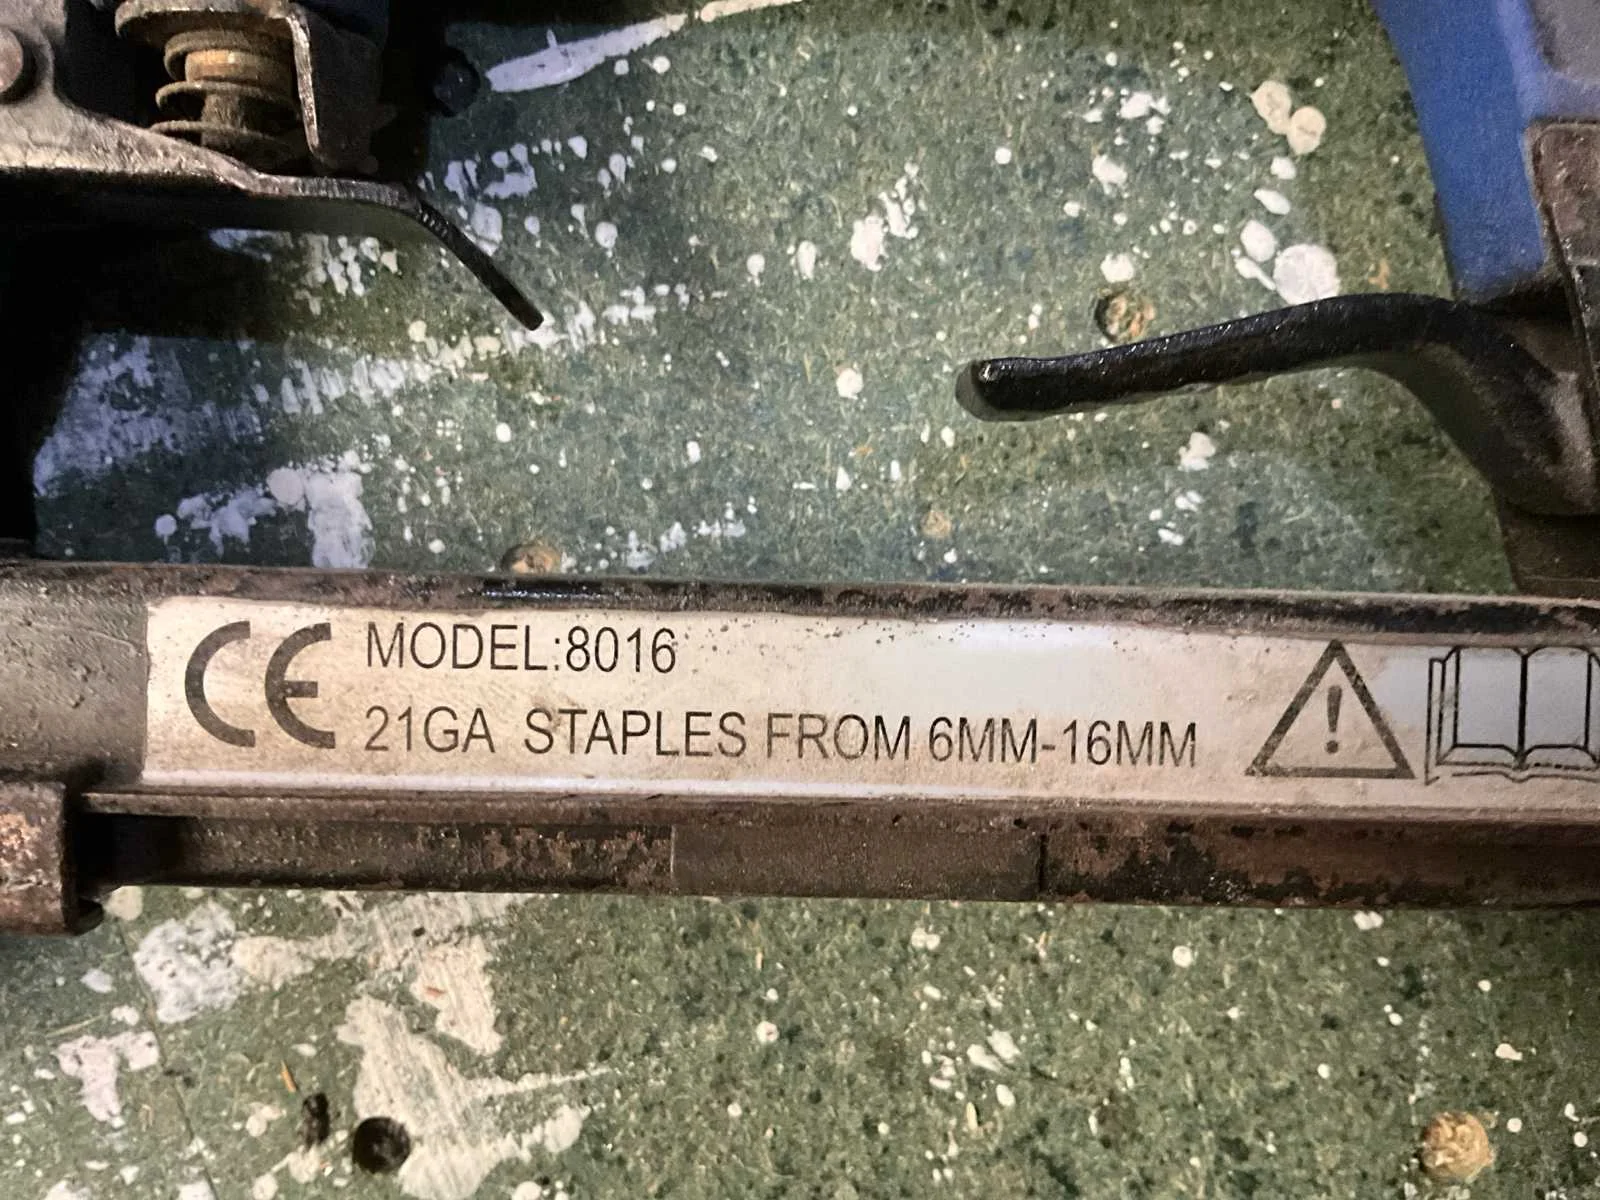 CE
MODEL:8016
21GA STAPLES FROM 6MM-16MM